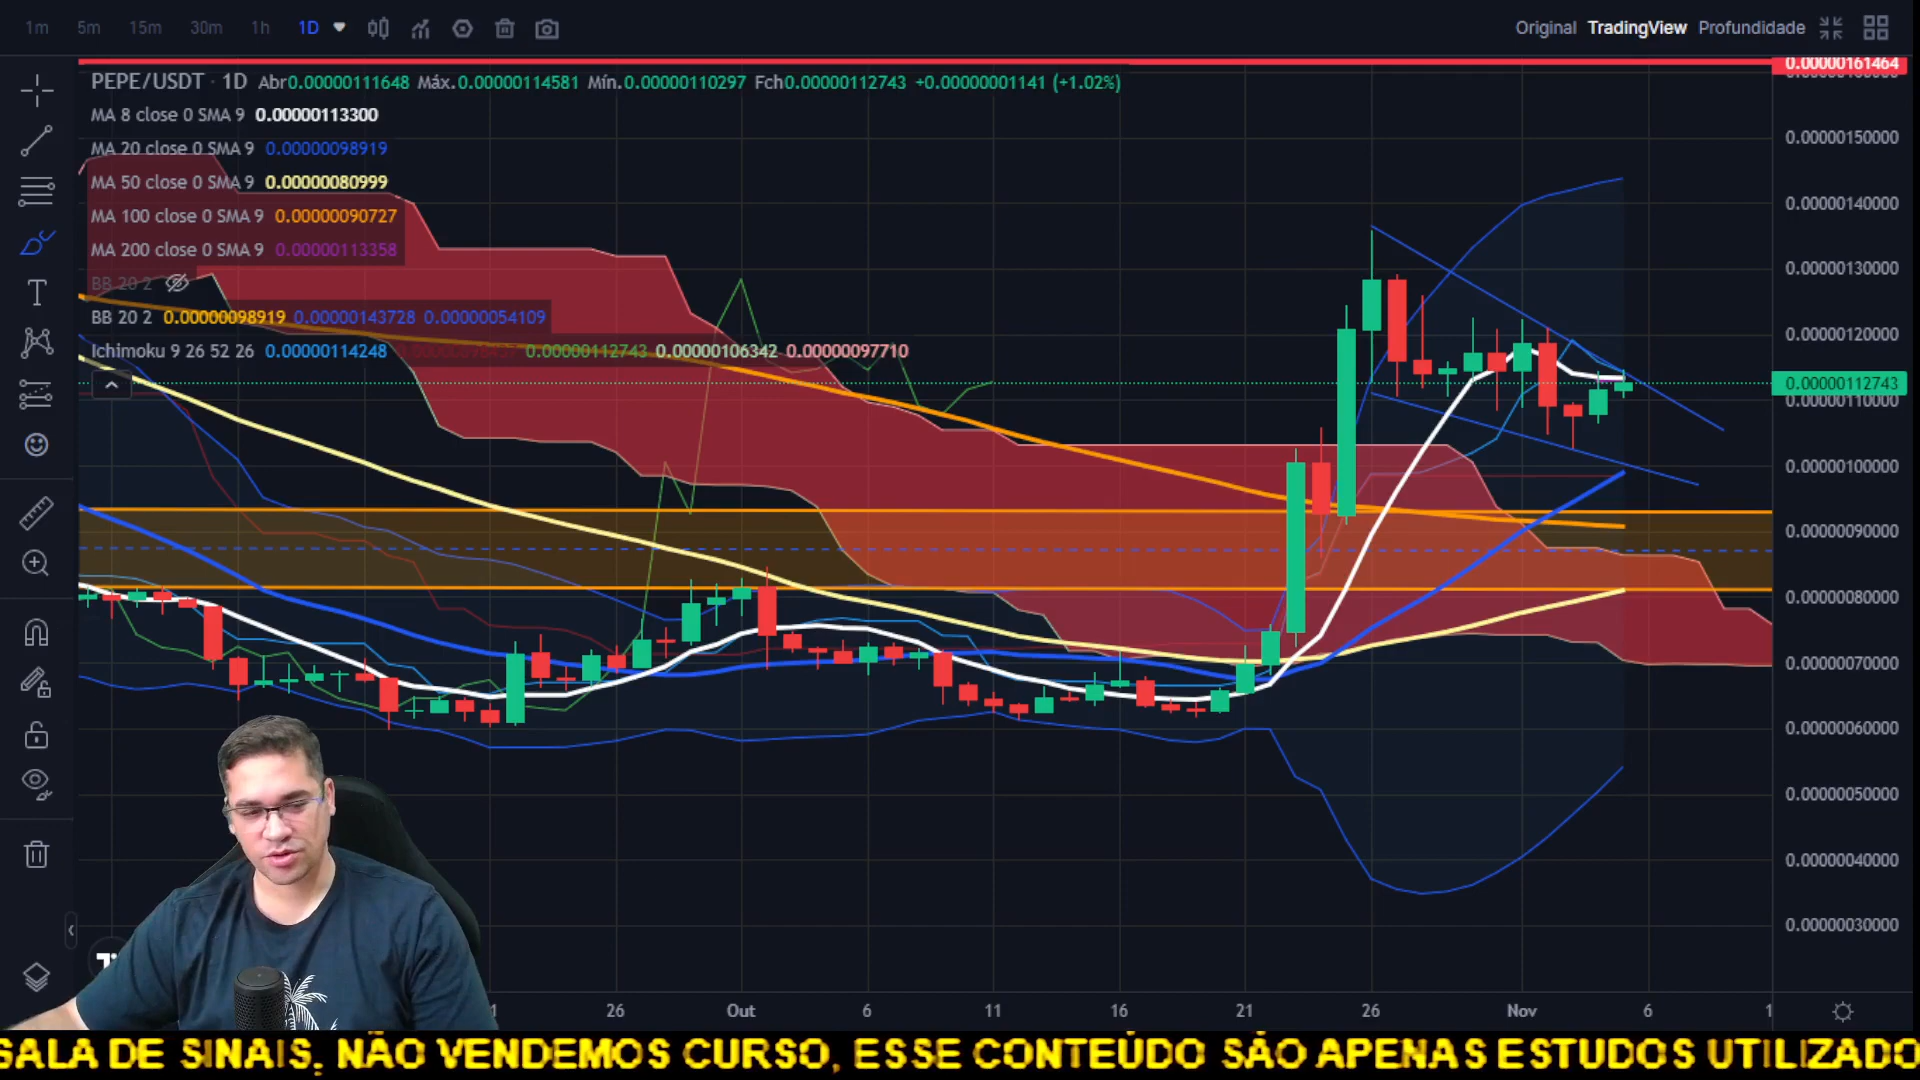 1m 5m 15m 30m 1h 1D
Original TradingView Profundidade
PEPE/USDT · 1D Abr0.00000111648 Máx.0.00000114581 Mín.0.00000110297 Fch0.00000112743 +0.00000001141 (+1.02%)
MA 8 close 0 SMA 9 0.00000113300
MA 20 close 0 SMA 9 0.00000098919
MA 50 close 0 SMA 9 0.00000080999
MA 100 close 0 SMA 9 0.00000090727
MA 200 close 0 SMA 9 0.00000113358
BB 20 2
BB 20 2 0.00000098919 0.00000143728 0.00000054109
Ichimoku 9 26 52 26 0.00000114248 0.00000112743 0.00000106342 0.00000097710
0.00000161464
0.00000150000
0.00000140000
0.00000130000
0.00000120000
0.00000112743
0.00000110000
0.00000100000
0.00000090000
0.00000080000
0.00000070000
0.00000060000
0.00000050000
0.00000040000
0.00000030000
26 Out 6 11 16 21 26 Nov 6
SALA DE SINAIS, NÃO VENDEMOS CURSO, ESSE CONTEÚDO SÃO APENAS ESTUDOS UTILIZADO